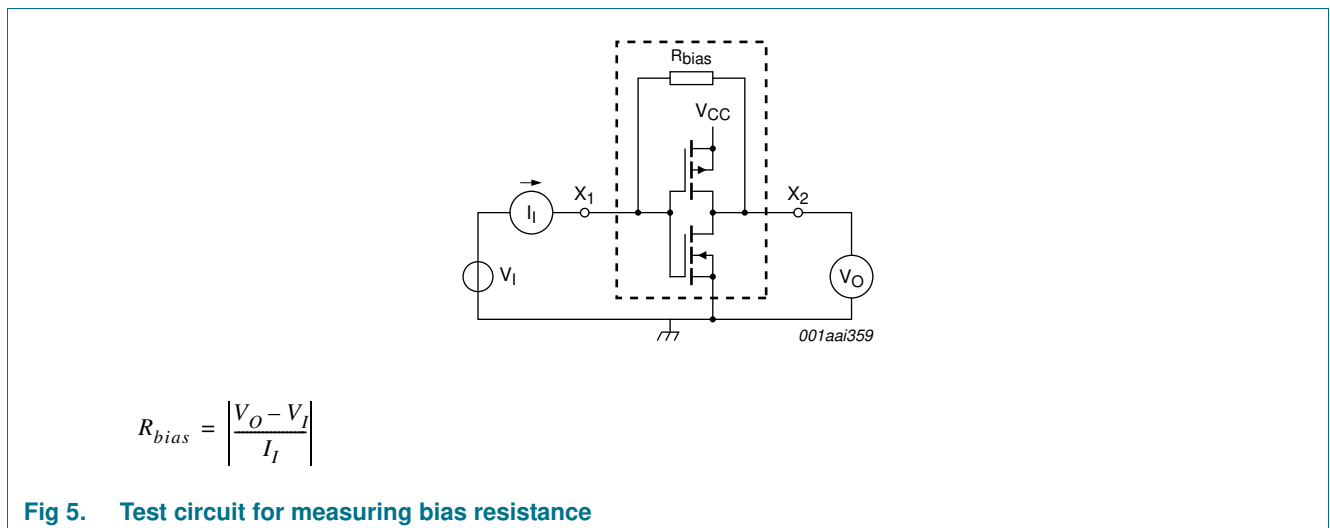 Rbias
VCC
X1
X2
II
VI
VO
001aai359
Rbias = |VO – VI / II|
Fig 5. Test circuit for measuring bias resistance